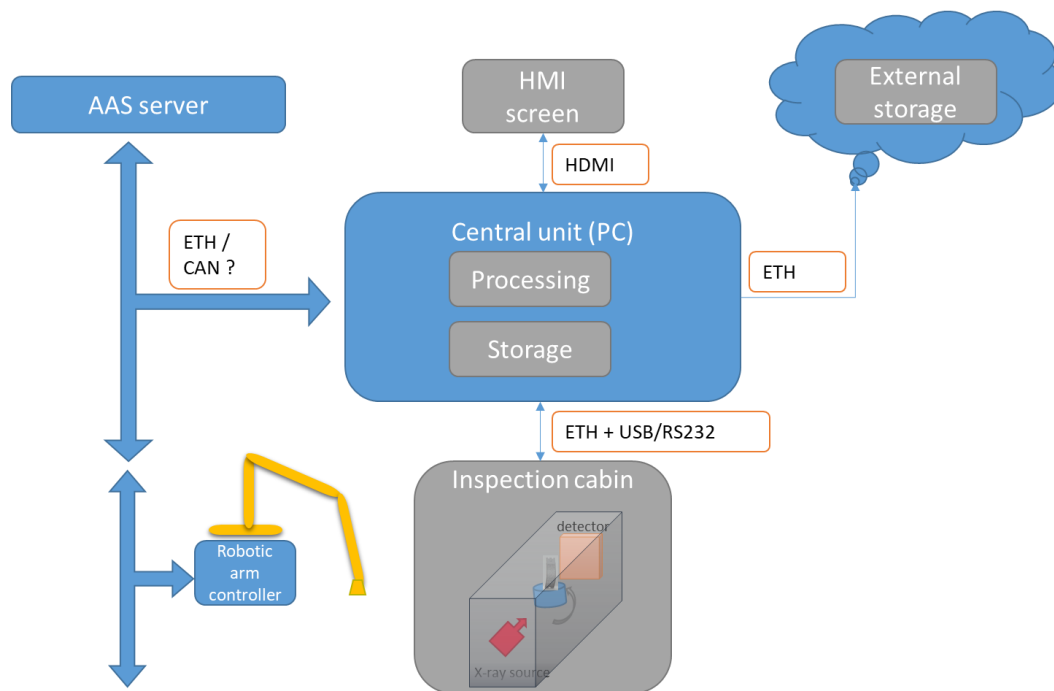 AAS server
HMI
screen
External
storage
HDMI
ETH /
CAN ?
Central unit (PC)
Processing
Storage
ETH
ETH + USB/RS232
Inspection cabin
detector
X-ray source
Robotic
arm
controller